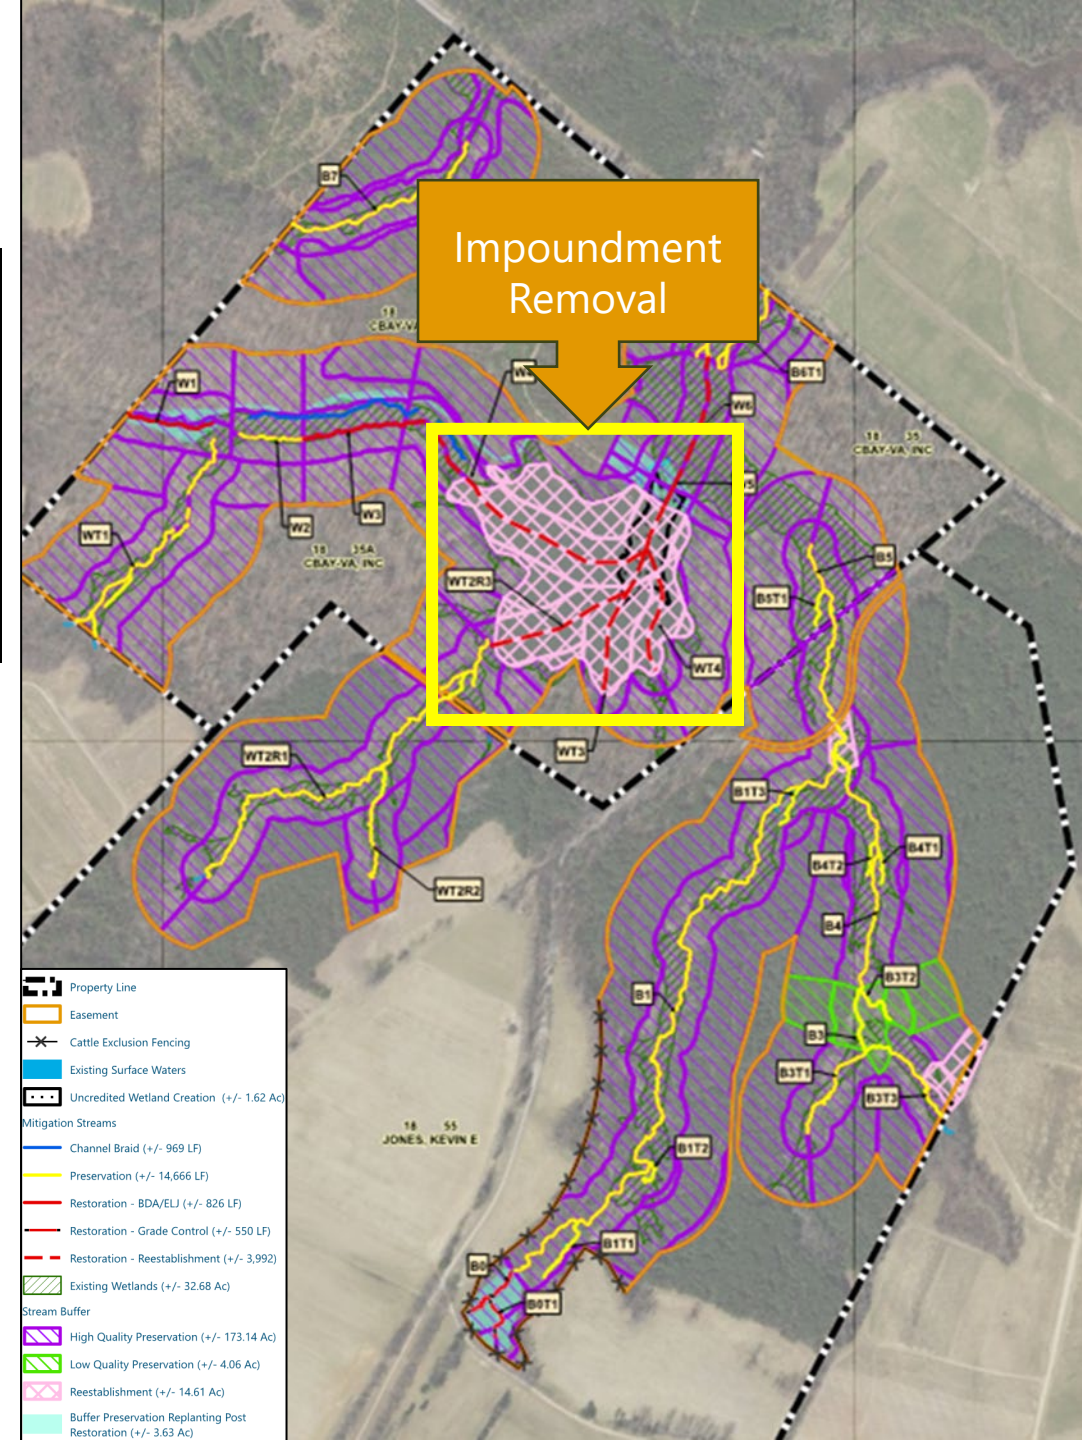 B7
Impoundment
Removal
18
CBAY-VA
W1
B6T1
W6
18 35
CBAY-VA, INC
W3
W2
WT1
18 35A
CBAY-VA, INC
B5
WT2R3
B5T1
WT4
WT3
WT2R1
B1T3
B4T1
B4T2
WT2R2
B4
B3T2
B1
B3
B3T1
B3T3
18 55
JONES, KEVIN E
B1T2
B1T1
B0
B0T1
Property Line
Easement
Cattle Exclusion Fencing
Existing Surface Waters
Uncredited Wetland Creation (+/- 1.62 Ac)
Mitigation Streams
Channel Braid (+/- 969 LF)
Preservation (+/- 14,666 LF)
Restoration - BDA/ELJ (+/- 826 LF)
Restoration - Grade Control (+/- 550 LF)
Restoration - Reestablishment (+/- 3,992)
Existing Wetlands (+/- 32.68 Ac)
Stream Buffer
High Quality Preservation (+/- 173.14 Ac)
Low Quality Preservation (+/- 4.06 Ac)
Reestablishment (+/- 14.61 Ac)
Buffer Preservation Replanting Post
Restoration (+/- 3.63 Ac)